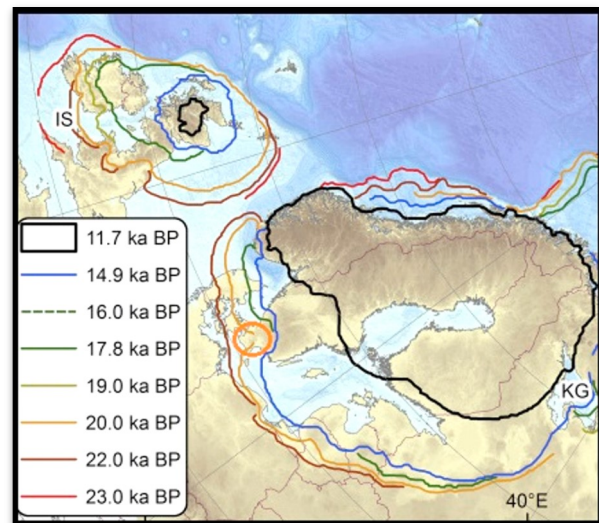 IS
11.7 ka BP
14.9 ka BP
16.0 ka BP
17.8 ka BP
19.0 ka BP
20.0 ka BP
22.0 ka BP
23.0 ka BP
KG
40°E